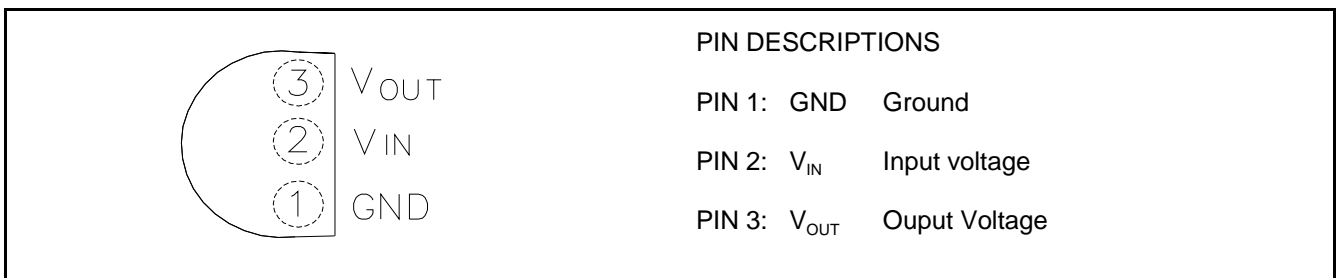 3 VOUT
2 VIN
1 GND
PIN DESCRIPTIONS
PIN 1: GND Ground
PIN 2: VIN Input voltage
PIN 3: VOUT Ouput Voltage